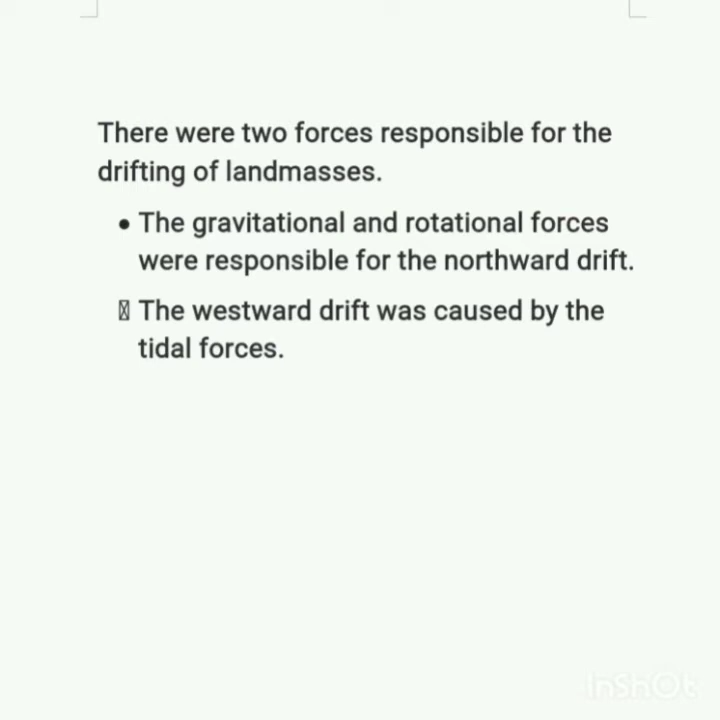 There were two forces responsible for the
drifting of landmasses.
• The gravitational and rotational forces
were responsible for the northward drift.
The westward drift was caused by the
tidal forces.
InShOt